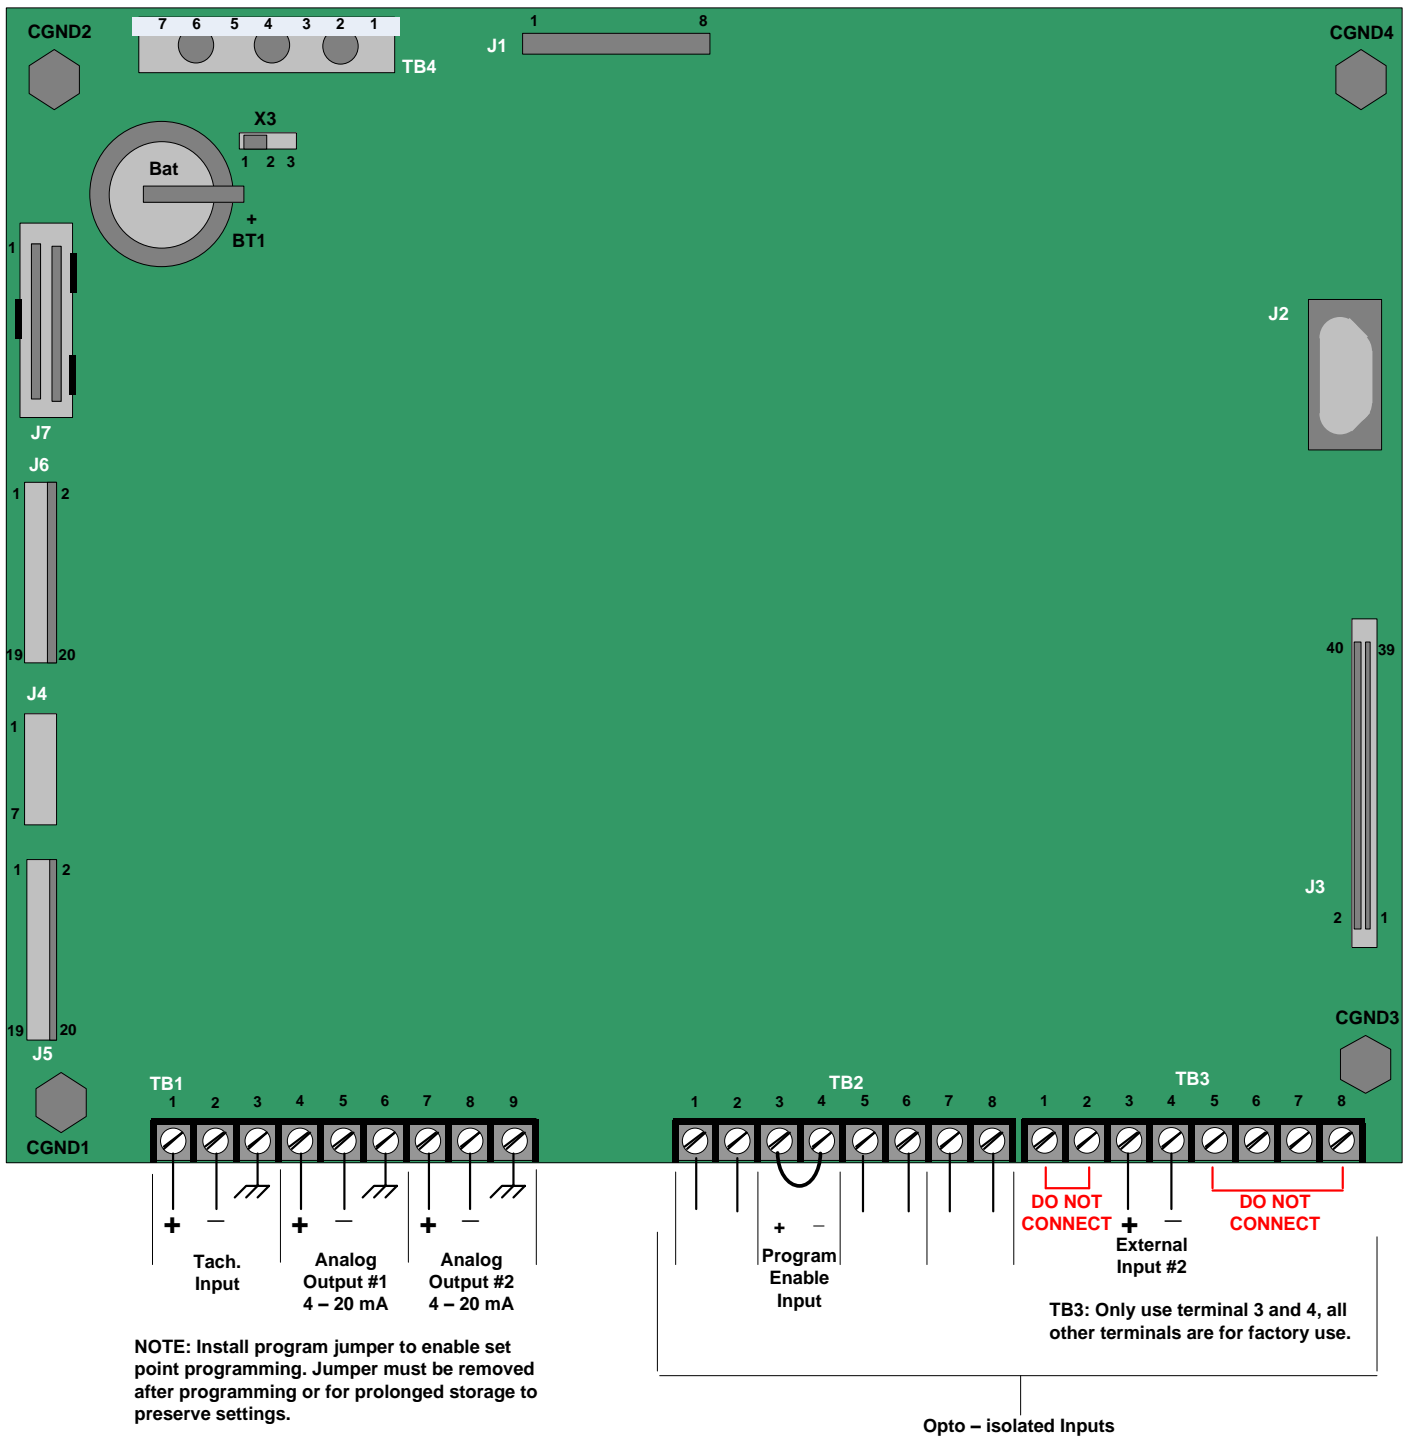 CGND2
7 6 5 4 3 2 1
TB4
1 8
J1
CGND4
X3
1 2 3
Bat
+
BT1
1
J7
J2
J6
1 2
19 20
40 39
J4
1
7
J3
2 1
1 2
19 20
J5
CGND3
CGND1
TB1
1 2 3 4 5 6 7 8 9
TB2
1 2 3 4 5 6 7 8
TB3
1 2 3 4 5 6 7 8
+ – + – + –
Tach.
Input
Analog
Output #1
4 – 20 mA
Analog
Output #2
4 – 20 mA
+ –
Program
Enable
Input
DO NOT
CONNECT
+ –
External
Input #2
DO NOT
CONNECT
TB3: Only use terminal 3 and 4, all
other terminals are for factory use.
NOTE: Install program jumper to enable set
point programming. Jumper must be removed
after programming or for prolonged storage to
preserve settings.
Opto – isolated Inputs